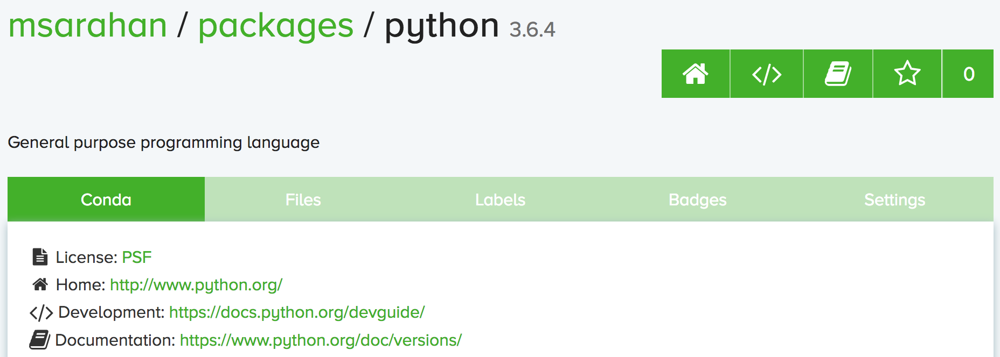 msarahan / packages / python 3.6.4
0
General purpose programming language
Conda Files Labels Badges Settings
License: PSF
Home: http://www.python.org/
Development: https://docs.python.org/devguide/
Documentation: https://www.python.org/doc/versions/